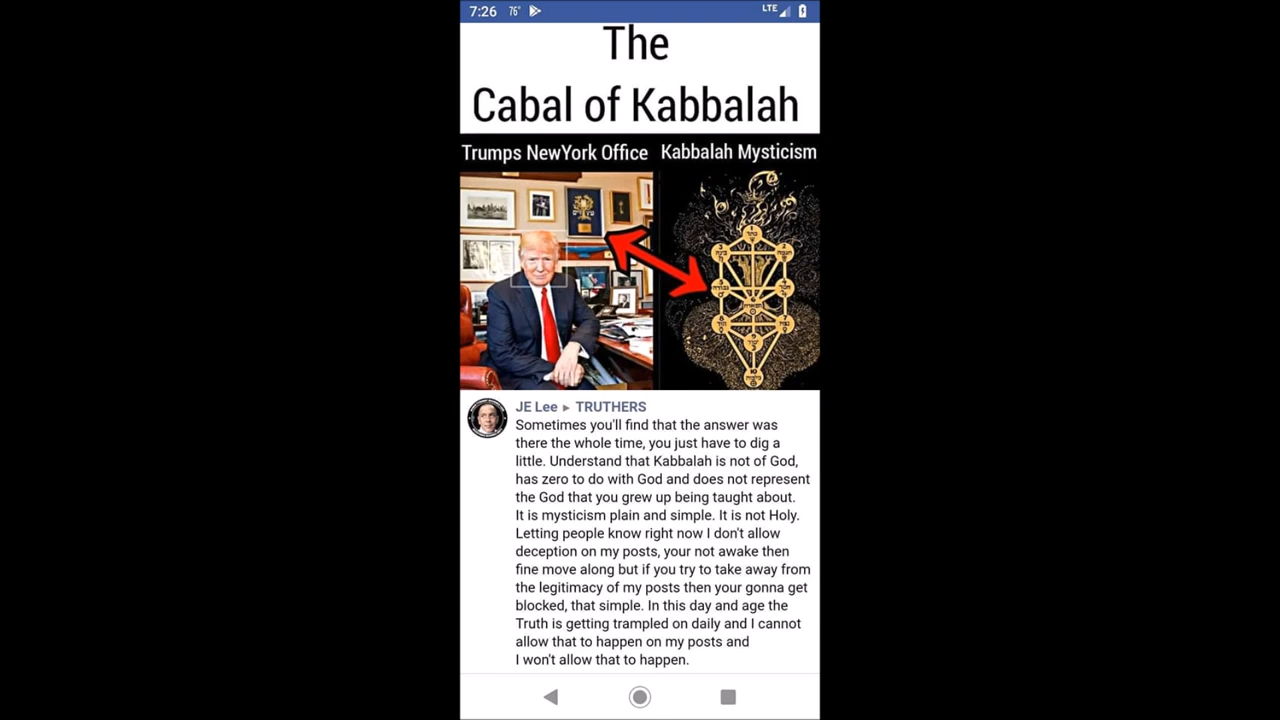 7:26 76° LTE
The
Cabal of Kabbalah
Trumps NewYork Office Kabbalah Mysticism
JE Lee ▸ TRUTHERS
Sometimes you'll find that the answer was
there the whole time, you just have to dig a
little. Understand that Kabbalah is not of God,
has zero to do with God and does not represent
the God that you grew up being taught about.
It is mysticism plain and simple. It is not Holy.
Letting people know right now I don't allow
deception on my posts, your not awake then
fine move along but if you try to take away from
the legitimacy of my posts then your gonna get
blocked, that simple. In this day and age the
Truth is getting trampled on daily and I cannot
allow that to happen on my posts and
I won't allow that to happen.